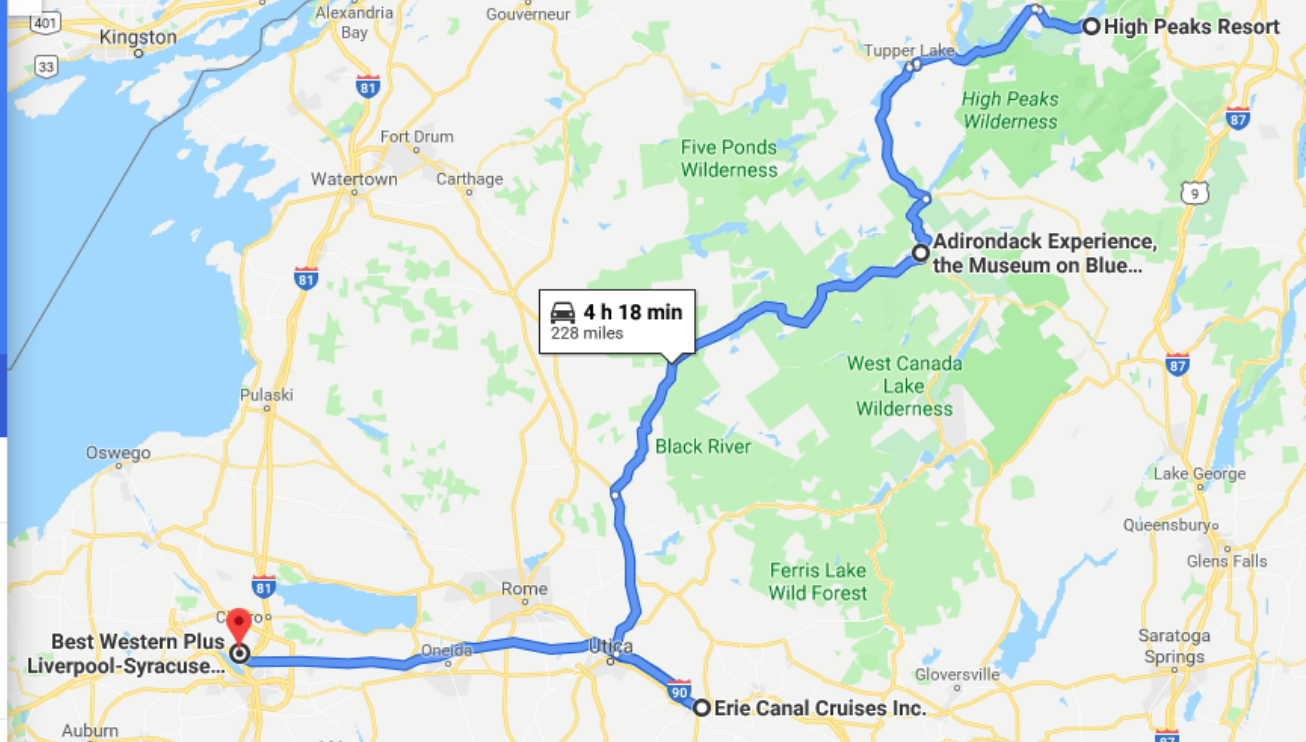 401
Alexandria
Bay
Gouverneur
Kingston
33
81
High Peaks Resort
Tupper Lake
High Peaks
Wilderness
87
Fort Drum
Five Ponds
Wilderness
Watertown
Carthage
9
Adirondack Experience,
the Museum on Blue...
81
4 h 18 min
228 miles
West Canada
Lake
Wilderness
87
Pulaski
Oswego
Black River
Lake George
Queensbury
Glens Falls
81
Rome
Ferris Lake
Wild Forest
Best Western Plus
Liverpool-Syracuse...
Oneida
Utica
Saratoga
Springs
Gloversville
90
Erie Canal Cruises Inc.
Auburn
87